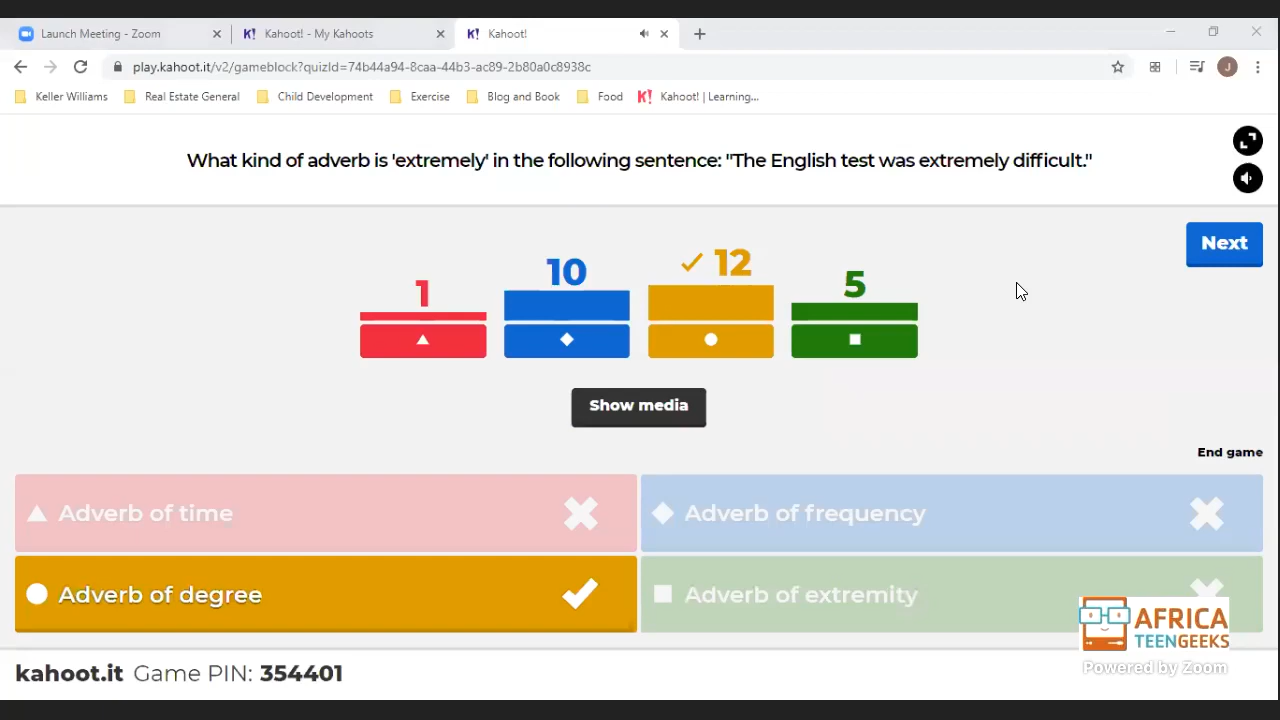 Launch Meeting - Zoom
Kahoot! - My Kahoots
Kahoot!
play.kahoot.it/v2/gameblock?quizId=74b44a94-8caa-44b3-ac89-2b80a0c8938c
J
Keller Williams
Real Estate General
Child Development
Exercise
Blog and Book
Food
K! Kahoot! | Learning...
What kind of adverb is 'extremely' in the following sentence: "The English test was extremely difficult."
Next
1
10
12
5
Show media
End game
Adverb of time
Adverb of frequency
Adverb of degree
Adverb of extremity
AFRICA
TEENGEEKS
Powered by Zoom
kahoot.it Game PIN: 354401